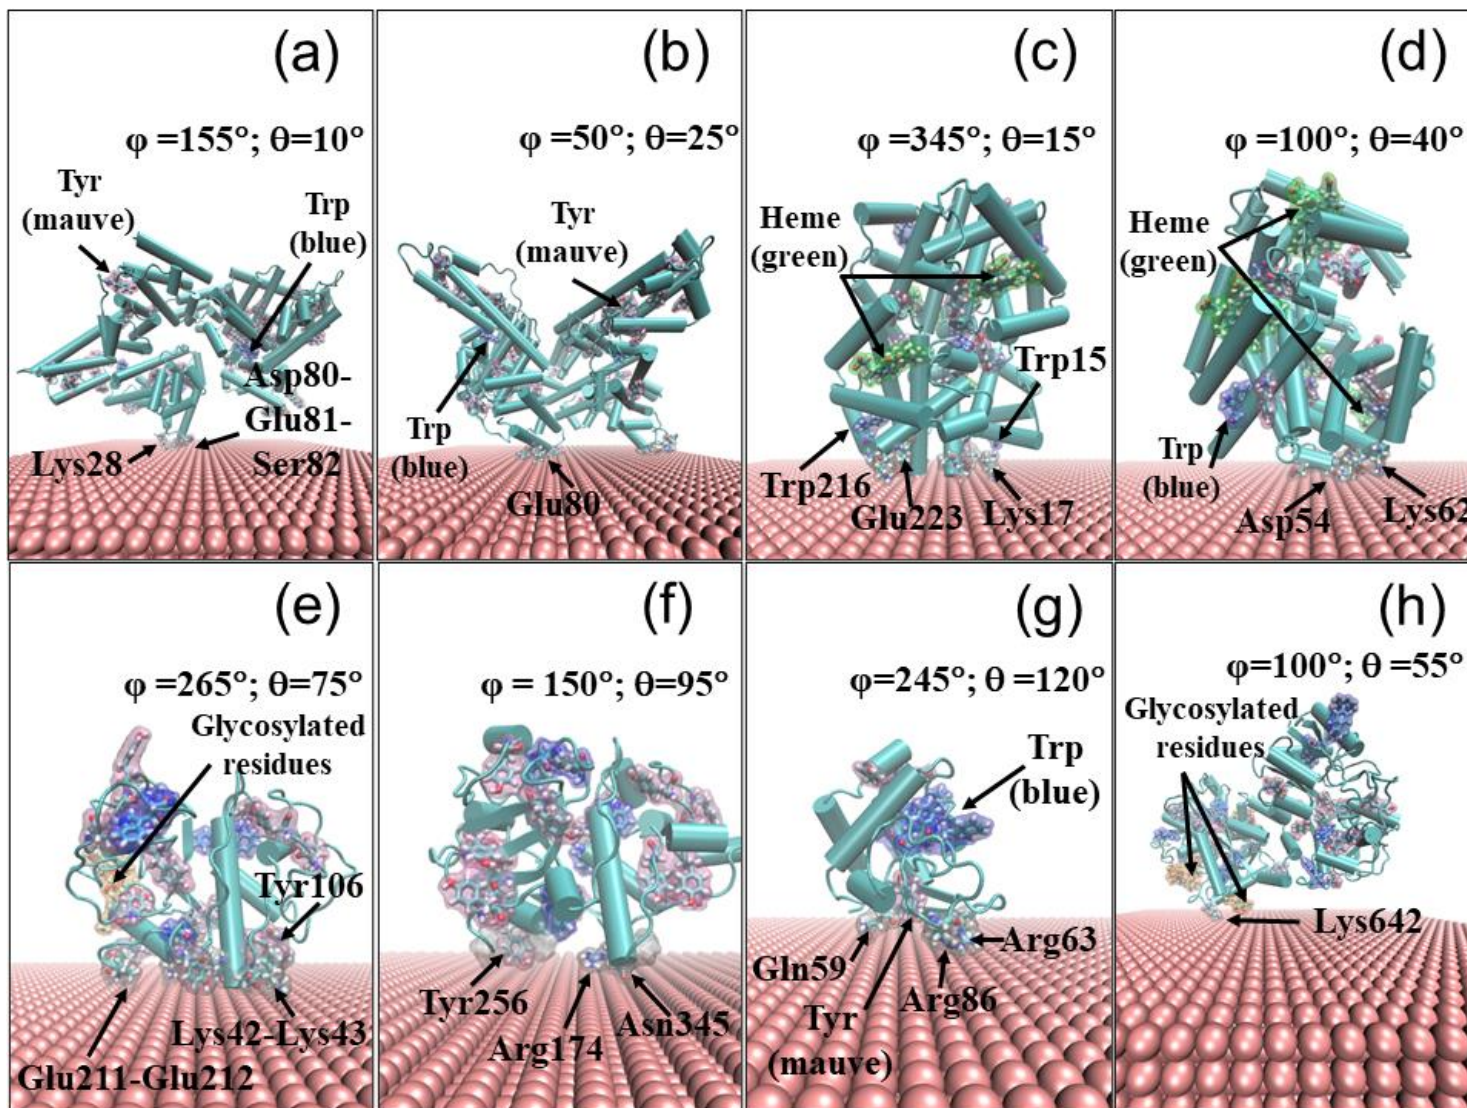 (a)
φ =155°; θ=10°
Tyr
(mauve)
Trp
(blue)
Asp80-
Glu81-
Ser82
Lys28
(b)
φ =50°; θ=25°
Tyr
(mauve)
Trp
(blue)
Glu80
(c)
φ =345°; θ=15°
Heme
(green)
Trp15
Trp216
Glu223
Lys17
(d)
φ =100°; θ=40°
Heme
(green)
Trp
(blue)
Asp54
Lys62
(e)
φ =265°; θ=75°
Glycosylated
residues
Tyr106
Lys42-Lys43
Glu211-Glu212
(f)
φ = 150°; θ=95°
Tyr256
Arg174
Asn345
(g)
φ=245°; θ =120°
Trp
(blue)
Gln59
Arg63
Arg86
Tyr
(mauve)
(h)
φ=100°; θ =55°
Glycosylated
residues
Lys642